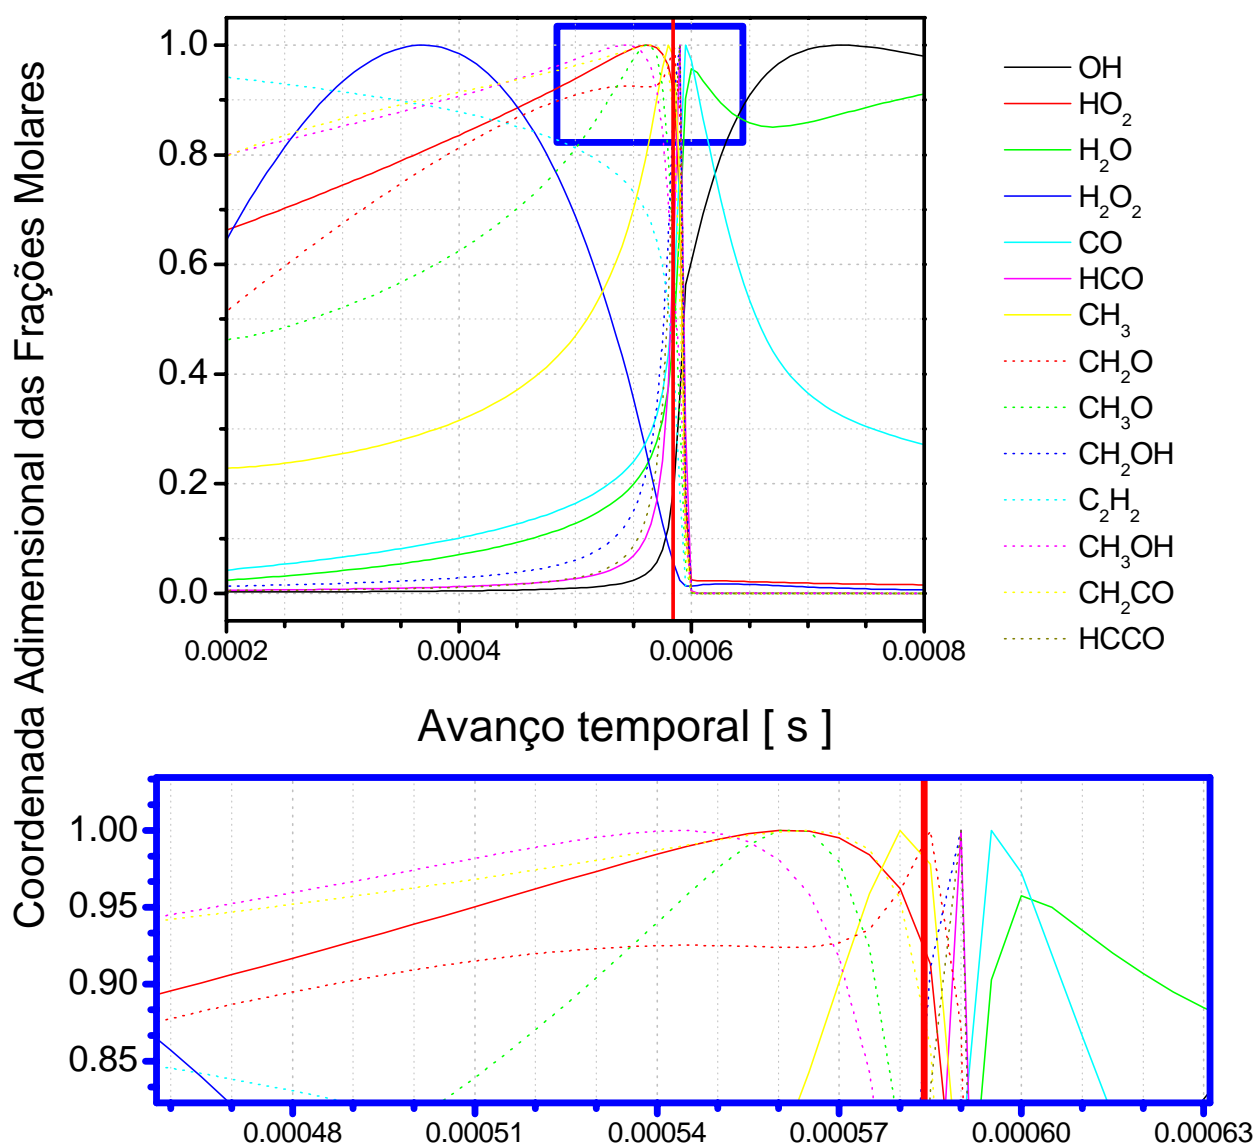 Coordenada Adimensional das Frações Molares
1.0
0.8
0.6
0.4
0.2
0.0
0.0002 0.0004 0.0006 0.0008
Avanço temporal [ s ]
OH
HO2
H2O
H2O2
CO
HCO
CH3
CH2O
CH3O
CH2OH
C2H2
CH3OH
CH2CO
HCCO
1.00
0.95
0.90
0.85
0.00048 0.00051 0.00054 0.00057 0.00060 0.00063